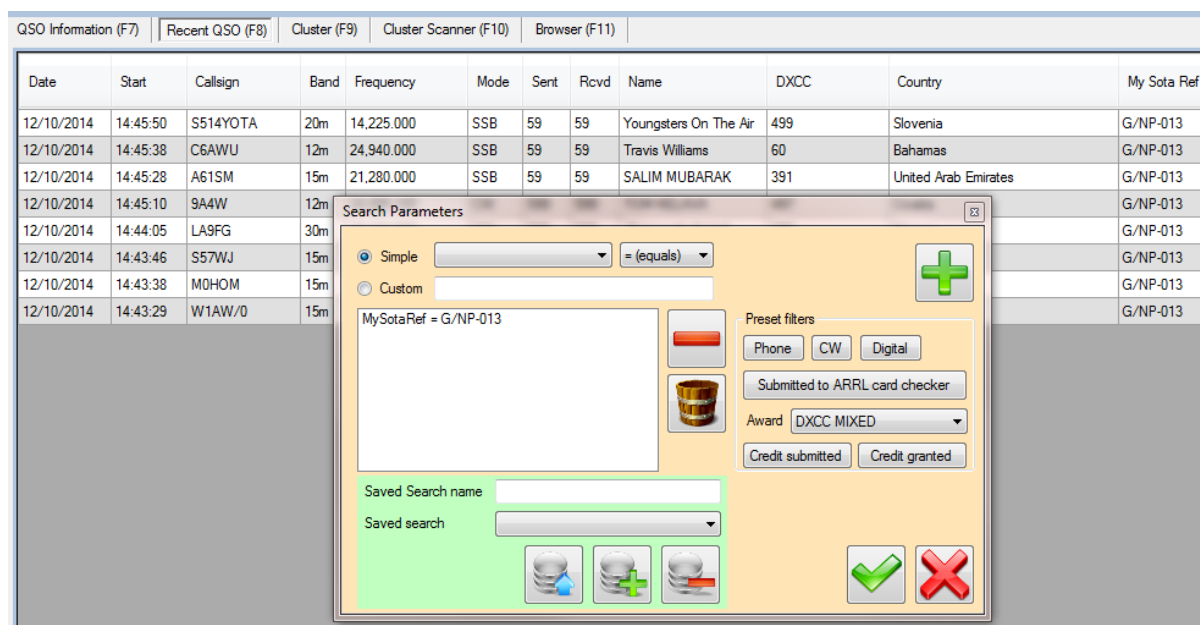 QSO Information (F7) Recent QSO (F8) Cluster (F9) Cluster Scanner (F10) Browser (F11)
Date Start Callsign Band Frequency Mode Sent Rcvd Name DXCC Country My Sota Ref
12/10/2014 14:45:50 S514YOTA 20m 14,225.000 SSB 59 59 Youngsters On The Air 499 Slovenia G/NP-013
12/10/2014 14:45:38 C6AWU 12m 24,940.000 SSB 59 59 Travis Williams 60 Bahamas G/NP-013
12/10/2014 14:45:28 A61SM 15m 21,280.000 SSB 59 59 SALIM MUBARAK 391 United Arab Emirates G/NP-013
12/10/2014 14:45:10 9A4W 12m G/NP-013
12/10/2014 14:44:05 LA9FG 30m G/NP-013
12/10/2014 14:43:46 S57WJ 15m G/NP-013
12/10/2014 14:43:38 M0HOM 15m G/NP-013
12/10/2014 14:43:29 W1AW/0 15m G/NP-013
Search Parameters
Simple = (equals)
Custom
MySotaRef = G/NP-013
Preset filters
Phone CW Digital
Submitted to ARRL card checker
Award DXCC MIXED
Credit submitted Credit granted
Saved Search name
Saved search